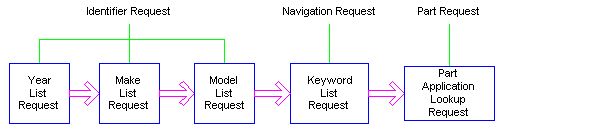 Identifier Request
Navigation Request
Part Request
Year
List
Request
Make
List
Request
Model
List
Request
Keyword
List
Request
Part
Application
Lookup
Request